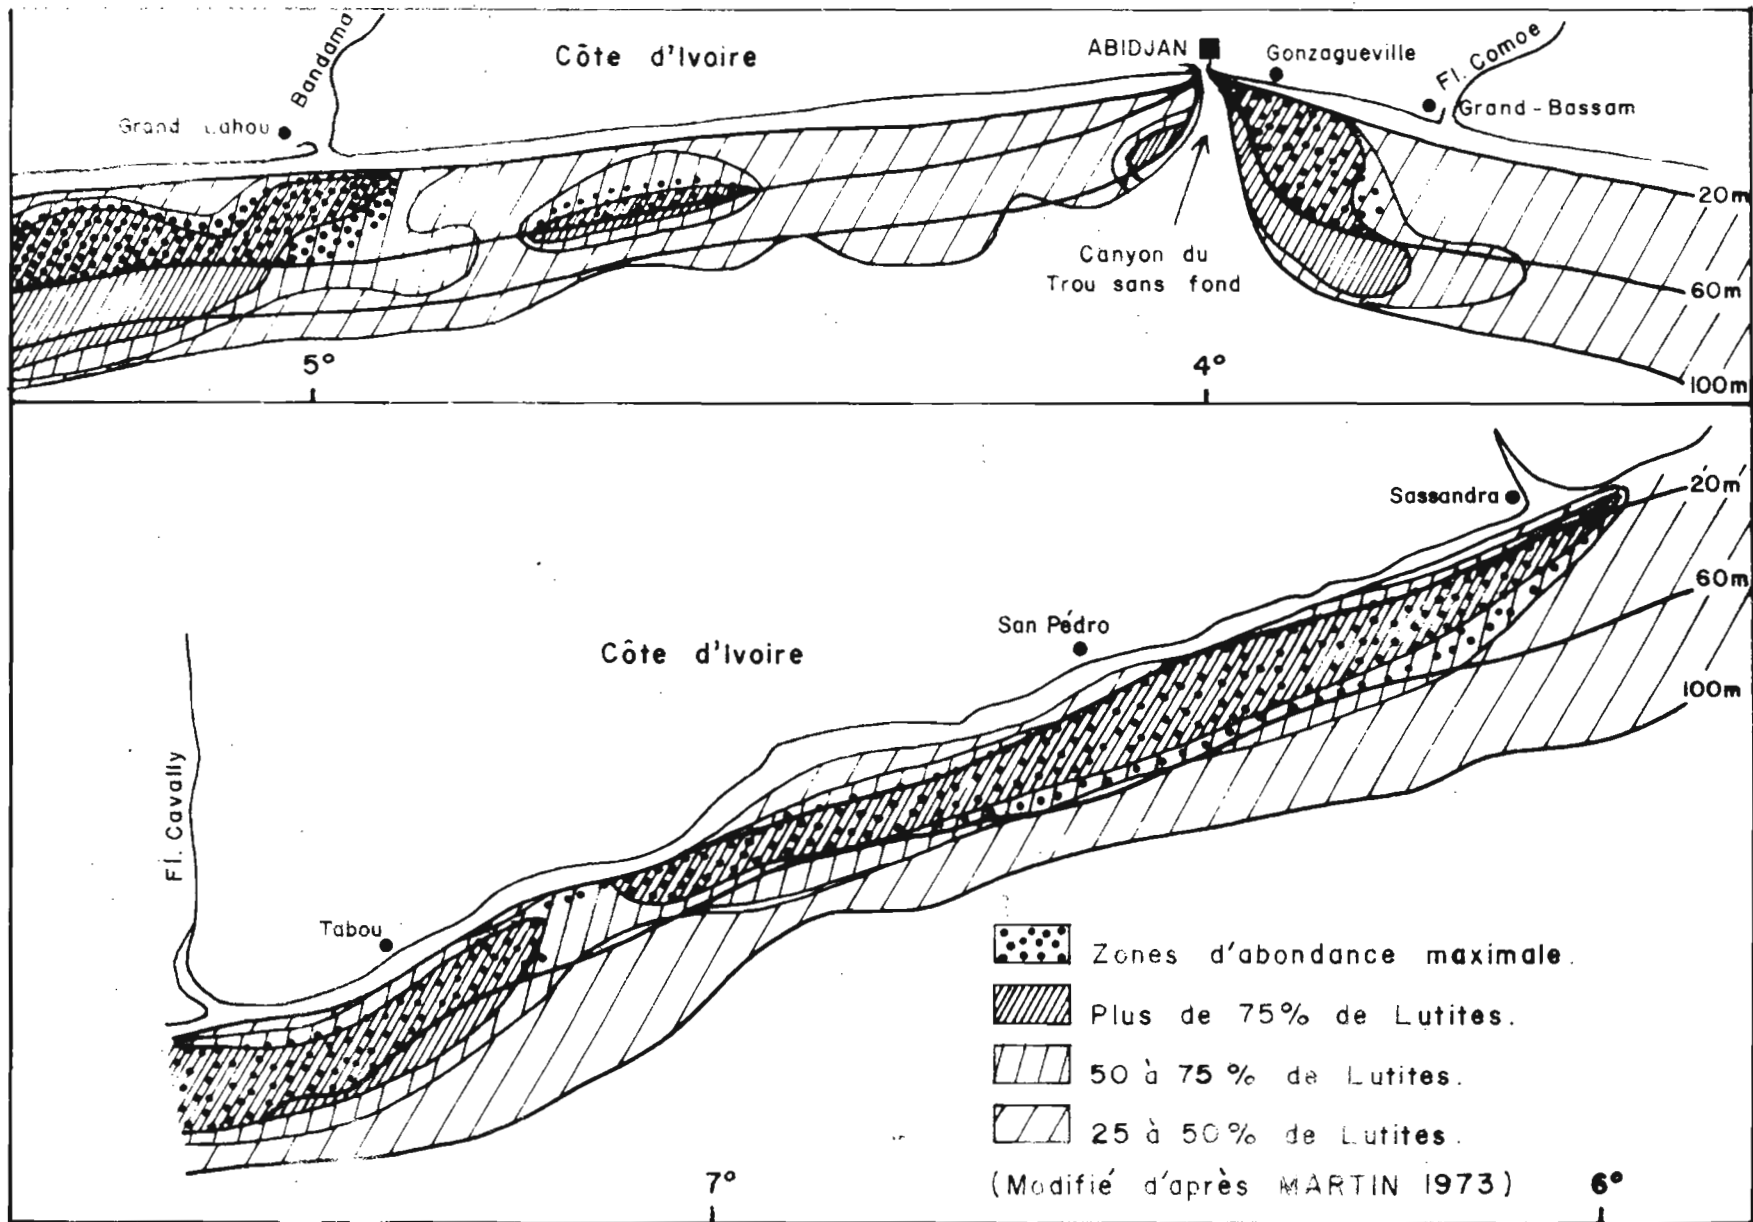 Bandama
Côte d'Ivoire
ABIDJAN
Gonzagueville
Fl. Comoe
Grand Lahou
Grand-Bassam
20m
Canyon du
Trou sans fond
60m
5°
4°
100m
Sassandra
20m
60m
San Pédro
Côte d'Ivoire
100m
Fl. Cavally
Tabou
Zones d'abondance maximale.
Plus de 75% de Lutites.
50 à 75% de Lutites.
25 à 50% de Lutites.
(Modifié d'après MARTIN 1973)
7°
6°